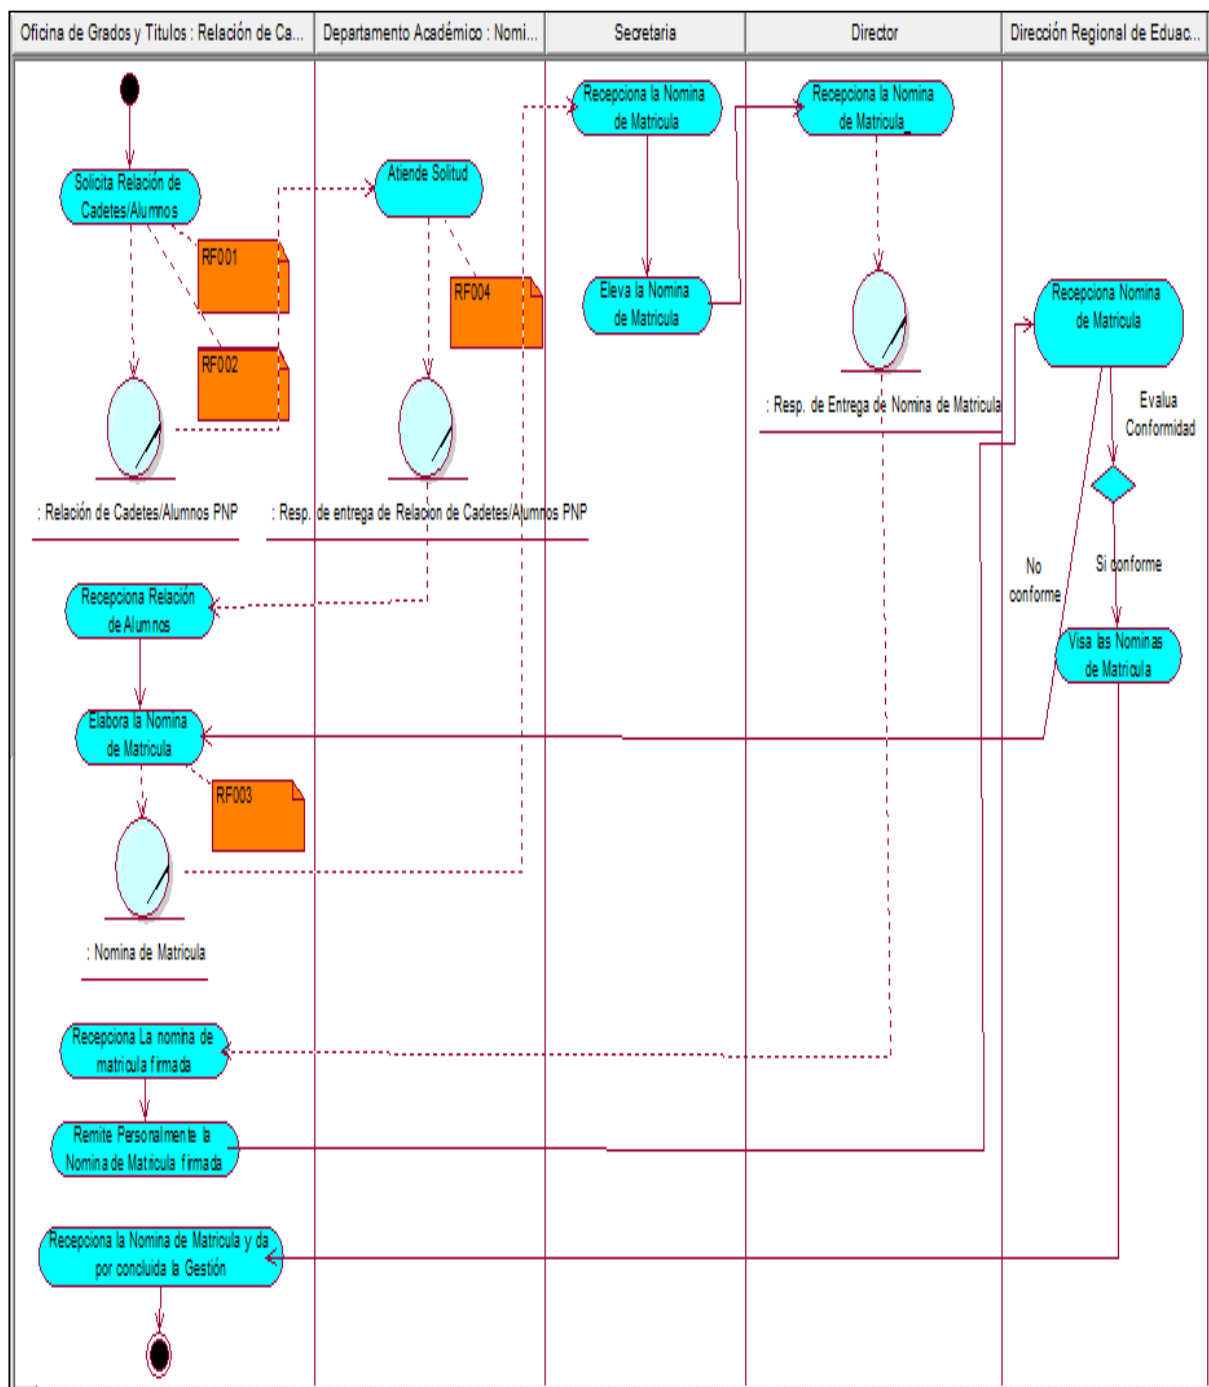 Oficina de Grados y Titulos : Relación de Ca...
Departamento Académico : Nomi...
Secretaria
Director
Dirección Regional de Eduac...
Solicita Relación de
Cadetes/Alumnos
RF001
RF002
: Relación de Cadetes/Alumnos PNP
Recepciona Relación
de Alumnos
Elabora la Nomina
de Matricula
RF003
: Nomina de Matricula
Recepciona La nomina de
matricula firmada
Remite Personalmente la
Nomina de Matricula firmada
Recepciona la Nomina de Matricula y da
por concluida la Gestión
Atiende Solitud
RF004
: Resp. de entrega de Relacion de Cadetes/Alumnos PNP
Recepciona la Nomina
de Matricula
Eleva la Nomina
de Matricula
Recepciona la Nomina
de Matricula_
: Resp. de Entrega de Nomina de Matricula
Recepciona Nomina
de Matricula
Evalua
Conformidad
No
conforme
Si conforme
Visa las Nominas
de Matricula